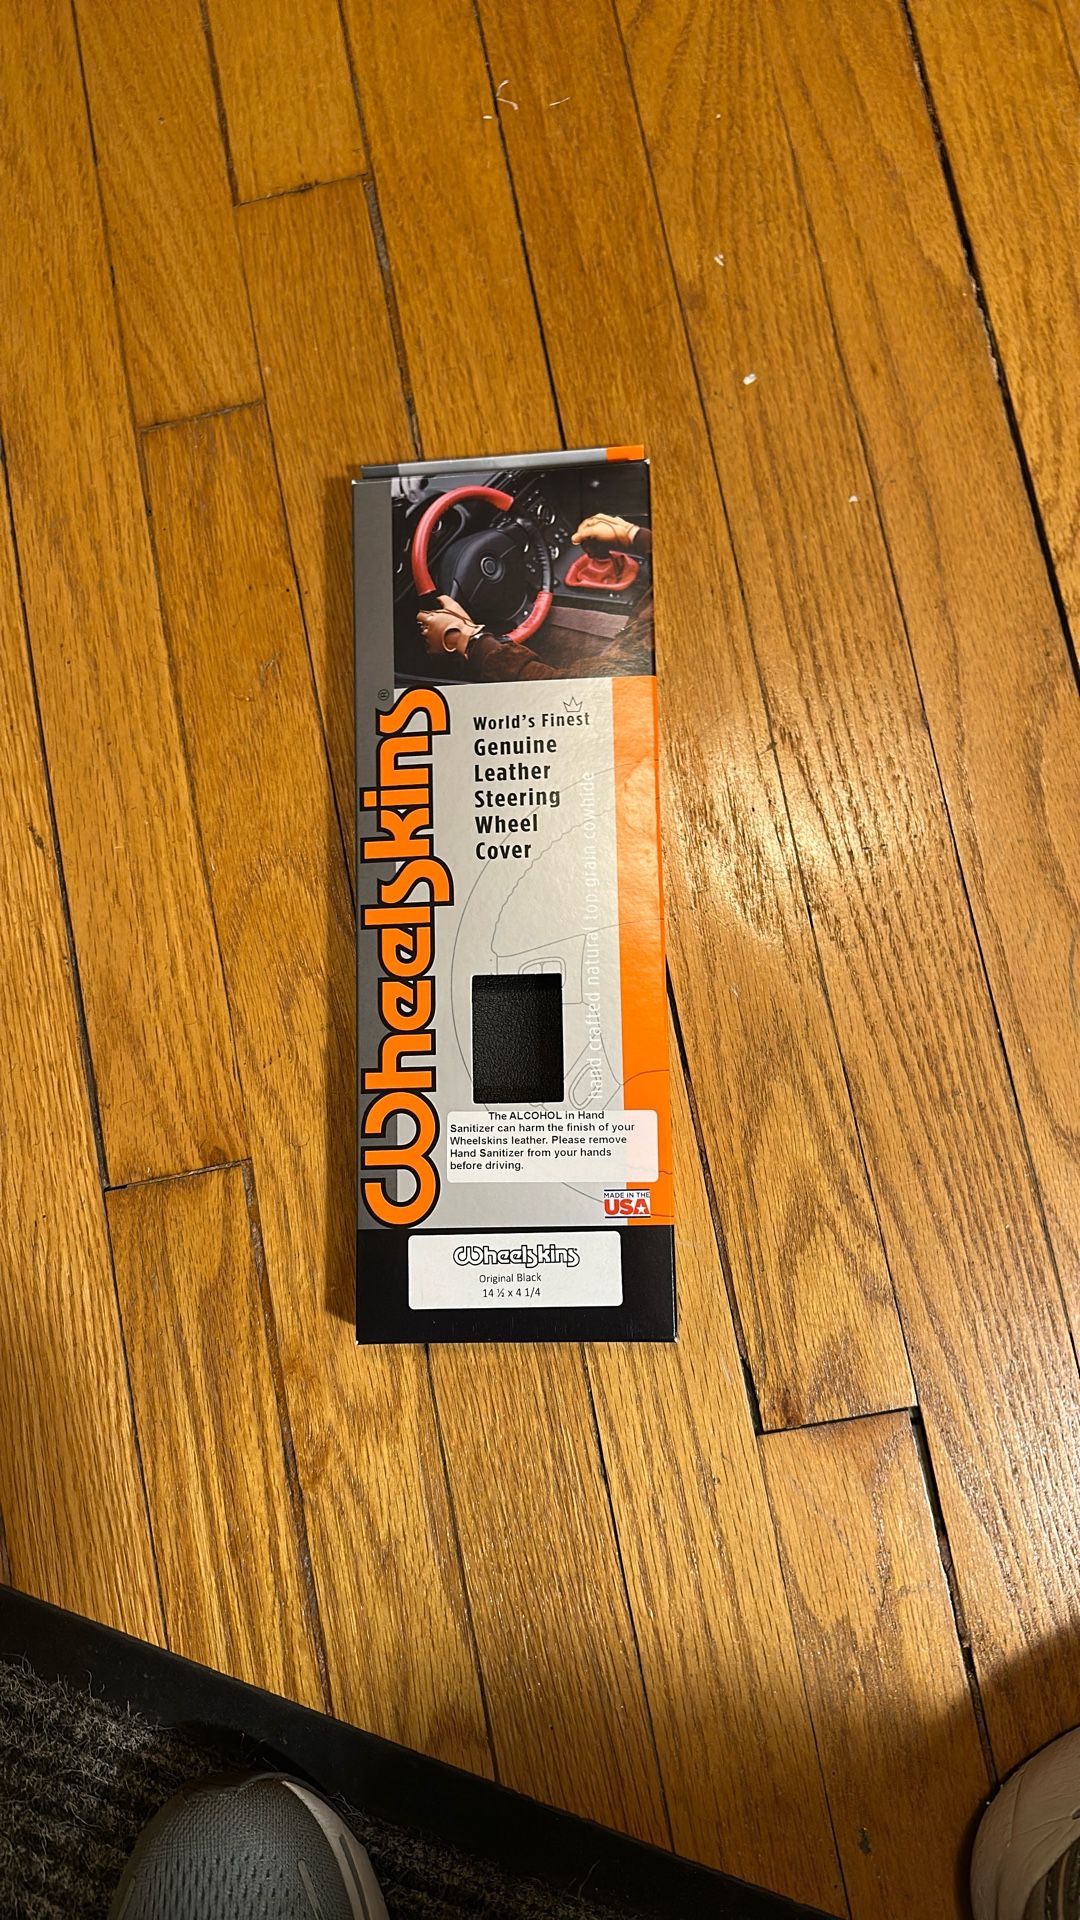 Wheelskins®
World's Finest
Genuine
Leather
Steering
Wheel
Cover
hand crafted natural top grain cowhide
The ALCOHOL in Hand
Sanitizer can harm the finish of your
Wheelskins leather. Please remove
Hand Sanitizer from your hands
before driving.
MADE IN THE
USA
Wheelskins
Original Black
14 ½ x 4 1/4